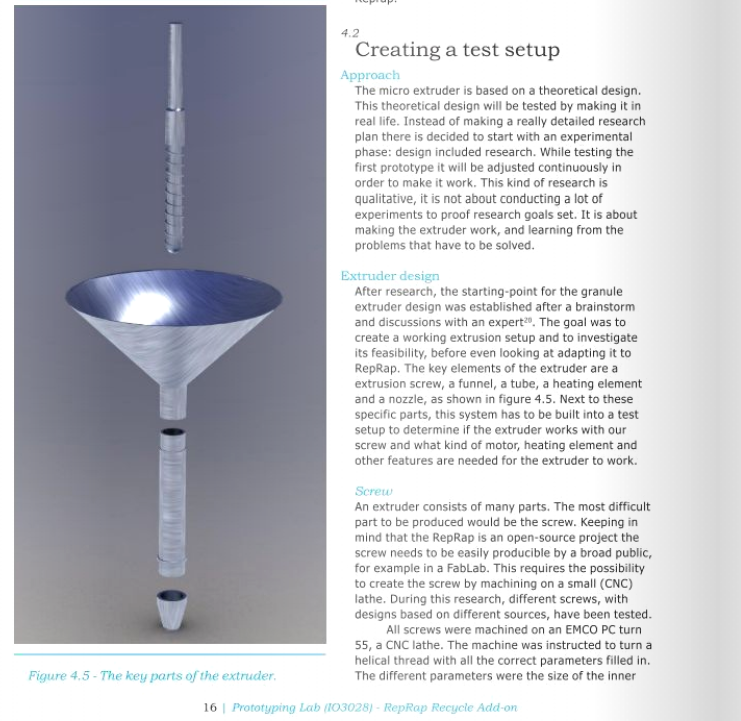 RepRap.
4.2
Creating a test setup
Approach
The micro extruder is based on a theoretical design.
This theoretical design will be tested by making it in
real life. Instead of making a really detailed research
plan there is decided to start with an experimental
phase: design included research. While testing the
first prototype it will be adjusted continuously in
order to make it work. This kind of research is
qualitative, it is not about conducting a lot of
experiments to proof research goals set. It is about
making the extruder work, and learning from the
problems that have to be solved.
Extruder design
After research, the starting-point for the granule
extruder design was established after a brainstorm
and discussions with an expert²⁰. The goal was to
create a working extrusion setup and to investigate
its feasibility, before even looking at adapting it to
RepRap. The key elements of the extruder are a
extrusion screw, a funnel, a tube, a heating element
and a nozzle, as shown in figure 4.5. Next to these
specific parts, this system has to be built into a test
setup to determine if the extruder works with our
screw and what kind of motor, heating element and
other features are needed for the extruder to work.
Screw
An extruder consists of many parts. The most difficult
part to be produced would be the screw. Keeping in
mind that the RepRap is an open-source project the
screw needs to be easily producible by a broad public,
for example in a FabLab. This requires the possibility
to create the screw by machining on a small (CNC)
lathe. During this research, different screws, with
designs based on different sources, have been tested.
All screws were machined on an EMCO PC turn
55, a CNC lathe. The machine was instructed to turn a
helical thread with all the correct parameters filled in.
The different parameters were the size of the inner
Figure 4.5 - The key parts of the extruder.
16 | Prototyping Lab (IO3028) - RepRap Recycle Add-on